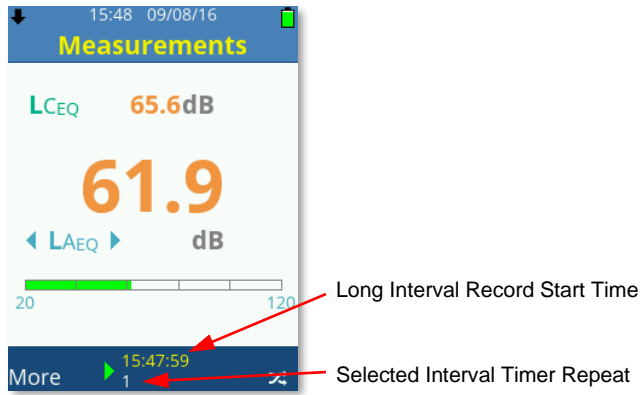 15:48 09/08/16
Measurements
LCEQ 65.6dB
61.9
LAEQ dB
20 120
Long Interval Record Start Time
15:47:59
More 1
Selected Interval Timer Repeat